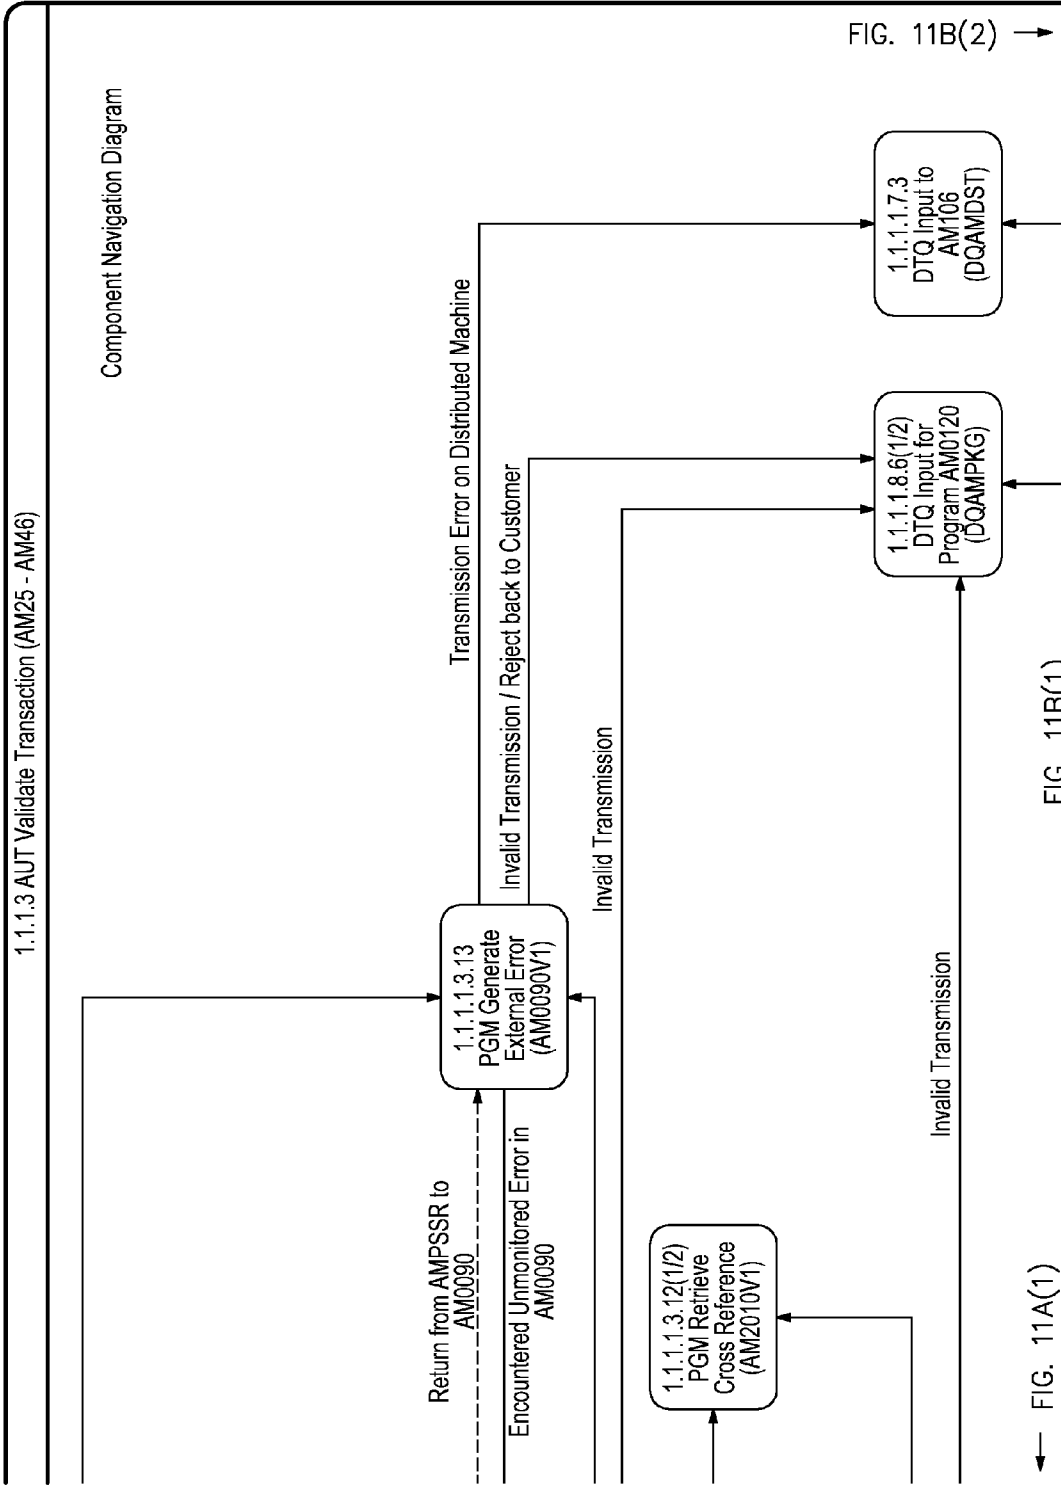 1.1.1.3 AUT Validate Transaction (AM25 - AM46)
Component Navigation Diagram
Return from AMPSSR to
AM0090
Encountered Unmonitored Error in
AM0090
1.1.1.1.3.13
PGM Generate
External Error
(AM0090V1)
Transmission Error on Distributed Machine
Invalid Transmission / Reject back to Customer
Invalid Transmission
1.1.1.1.3.12(1/2)
PGM Retrieve
Cross Reference
(AM2010V1)
Invalid Transmission
1.1.1.1.8.6(1/2)
DTQ Input for
Program AM0120
(DQAMPKG)
1.1.1.1.7.3
DTQ Input to
AM106
(DQAMDST)
FIG. 11A(1)
FIG. 11B(1)
FIG. 11B(2)